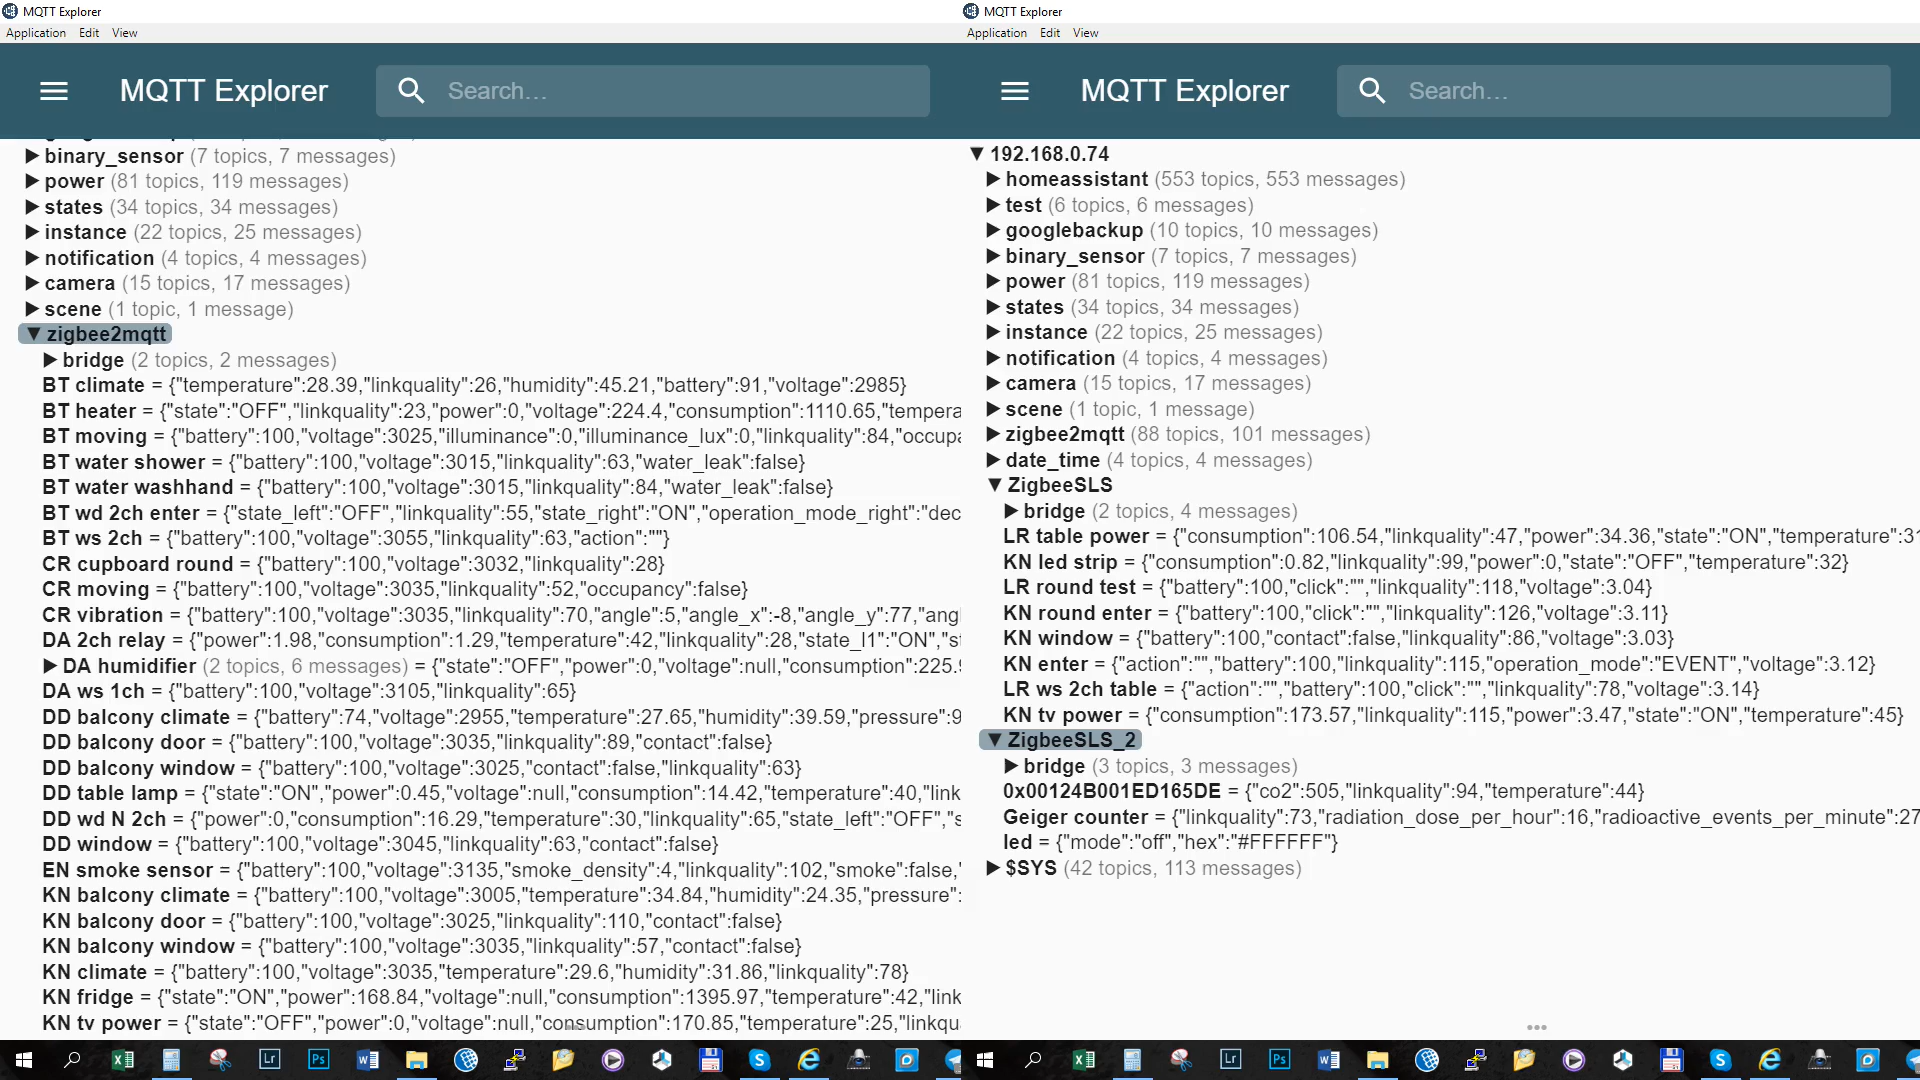 MQTT Explorer
Application Edit View
MQTT Explorer
Search…
binary_sensor (7 topics, 7 messages)
power (81 topics, 119 messages)
states (34 topics, 34 messages)
instance (22 topics, 25 messages)
notification (4 topics, 4 messages)
camera (15 topics, 17 messages)
scene (1 topic, 1 message)
zigbee2mqtt
bridge (2 topics, 2 messages)
BT climate = {"temperature":28.39,"linkquality":26,"humidity":45.21,"battery":91,"voltage":2985}
BT heater = {"state":"OFF","linkquality":23,"power":0,"voltage":224.4,"consumption":1110.65,"tempera
BT moving = {"battery":100,"voltage":3025,"illuminance":0,"illuminance_lux":0,"linkquality":84,"occupa
BT water shower = {"battery":100,"voltage":3015,"linkquality":63,"water_leak":false}
BT water washhand = {"battery":100,"voltage":3015,"linkquality":84,"water_leak":false}
BT wd 2ch enter = {"state_left":"OFF","linkquality":55,"state_right":"ON","operation_mode_right":"dec
BT ws 2ch = {"battery":100,"voltage":3055,"linkquality":63,"action":""}
CR cupboard round = {"battery":100,"voltage":3032,"linkquality":28}
CR moving = {"battery":100,"voltage":3035,"linkquality":52,"occupancy":false}
CR vibration = {"battery":100,"voltage":3035,"linkquality":70,"angle":5,"angle_x":-8,"angle_y":77,"ang
DA 2ch relay = {"power":1.98,"consumption":1.29,"temperature":42,"linkquality":28,"state_l1":"ON","s
DA humidifier (2 topics, 6 messages) = {"state":"OFF","power":0,"voltage":null,"consumption":225.9
DA ws 1ch = {"battery":100,"voltage":3105,"linkquality":65}
DD balcony climate = {"battery":74,"voltage":2955,"temperature":27.65,"humidity":39.59,"pressure":9
DD balcony door = {"battery":100,"voltage":3035,"linkquality":89,"contact":false}
DD balcony window = {"battery":100,"voltage":3025,"contact":false,"linkquality":63}
DD table lamp = {"state":"ON","power":0.45,"voltage":null,"consumption":14.42,"temperature":40,"link
DD wd N 2ch = {"power":0,"consumption":16.29,"temperature":30,"linkquality":65,"state_left":"OFF","s
DD window = {"battery":100,"voltage":3045,"linkquality":63,"contact":false}
EN smoke sensor = {"battery":100,"voltage":3135,"smoke_density":4,"linkquality":102,"smoke":false,"
KN balcony climate = {"battery":100,"voltage":3005,"temperature":34.84,"humidity":24.35,"pressure":
KN balcony door = {"battery":100,"voltage":3025,"linkquality":110,"contact":false}
KN balcony window = {"battery":100,"voltage":3035,"linkquality":57,"contact":false}
KN climate = {"battery":100,"voltage":3035,"temperature":29.6,"humidity":31.86,"linkquality":78}
KN fridge = {"state":"ON","power":168.84,"voltage":null,"consumption":1395.97,"temperature":42,"link
KN tv power = {"state":"OFF","power":0,"voltage":null,"consumption":170.85,"temperature":25,"linkqu
MQTT Explorer
Application Edit View
MQTT Explorer
Search…
192.168.0.74
homeassistant (553 topics, 553 messages)
test (6 topics, 6 messages)
googlebackup (10 topics, 10 messages)
binary_sensor (7 topics, 7 messages)
power (81 topics, 119 messages)
states (34 topics, 34 messages)
instance (22 topics, 25 messages)
notification (4 topics, 4 messages)
camera (15 topics, 17 messages)
scene (1 topic, 1 message)
zigbee2mqtt (88 topics, 101 messages)
date_time (4 topics, 4 messages)
ZigbeeSLS
bridge (2 topics, 4 messages)
LR table power = {"consumption":106.54,"linkquality":47,"power":34.36,"state":"ON","temperature":31
KN led strip = {"consumption":0.82,"linkquality":99,"power":0,"state":"OFF","temperature":32}
LR round test = {"battery":100,"click":"","linkquality":118,"voltage":3.04}
KN round enter = {"battery":100,"click":"","linkquality":126,"voltage":3.11}
KN window = {"battery":100,"contact":false,"linkquality":86,"voltage":3.03}
KN enter = {"action":"","battery":100,"linkquality":115,"operation_mode":"EVENT","voltage":3.12}
LR ws 2ch table = {"action":"","battery":100,"click":"","linkquality":78,"voltage":3.14}
KN tv power = {"consumption":173.57,"linkquality":115,"power":3.47,"state":"ON","temperature":45}
ZigbeeSLS_2
bridge (3 topics, 3 messages)
0x00124B001ED165DE = {"co2":505,"linkquality":94,"temperature":44}
Geiger counter = {"linkquality":73,"radiation_dose_per_hour":16,"radioactive_events_per_minute":27
led = {"mode":"off","hex":"#FFFFFF"}
$SYS (42 topics, 113 messages)